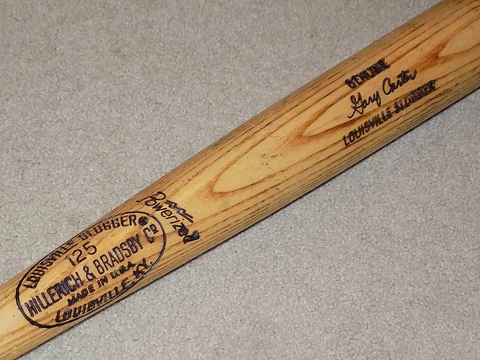 GENUINE
Gary Carter
LOUISVILLE SLUGGER
Powerized
LOUISVILLE SLUGGER®
125
HILLERICH & BRADSBY Cº
MADE IN U.S.A.
LOUISVILLE, KY.